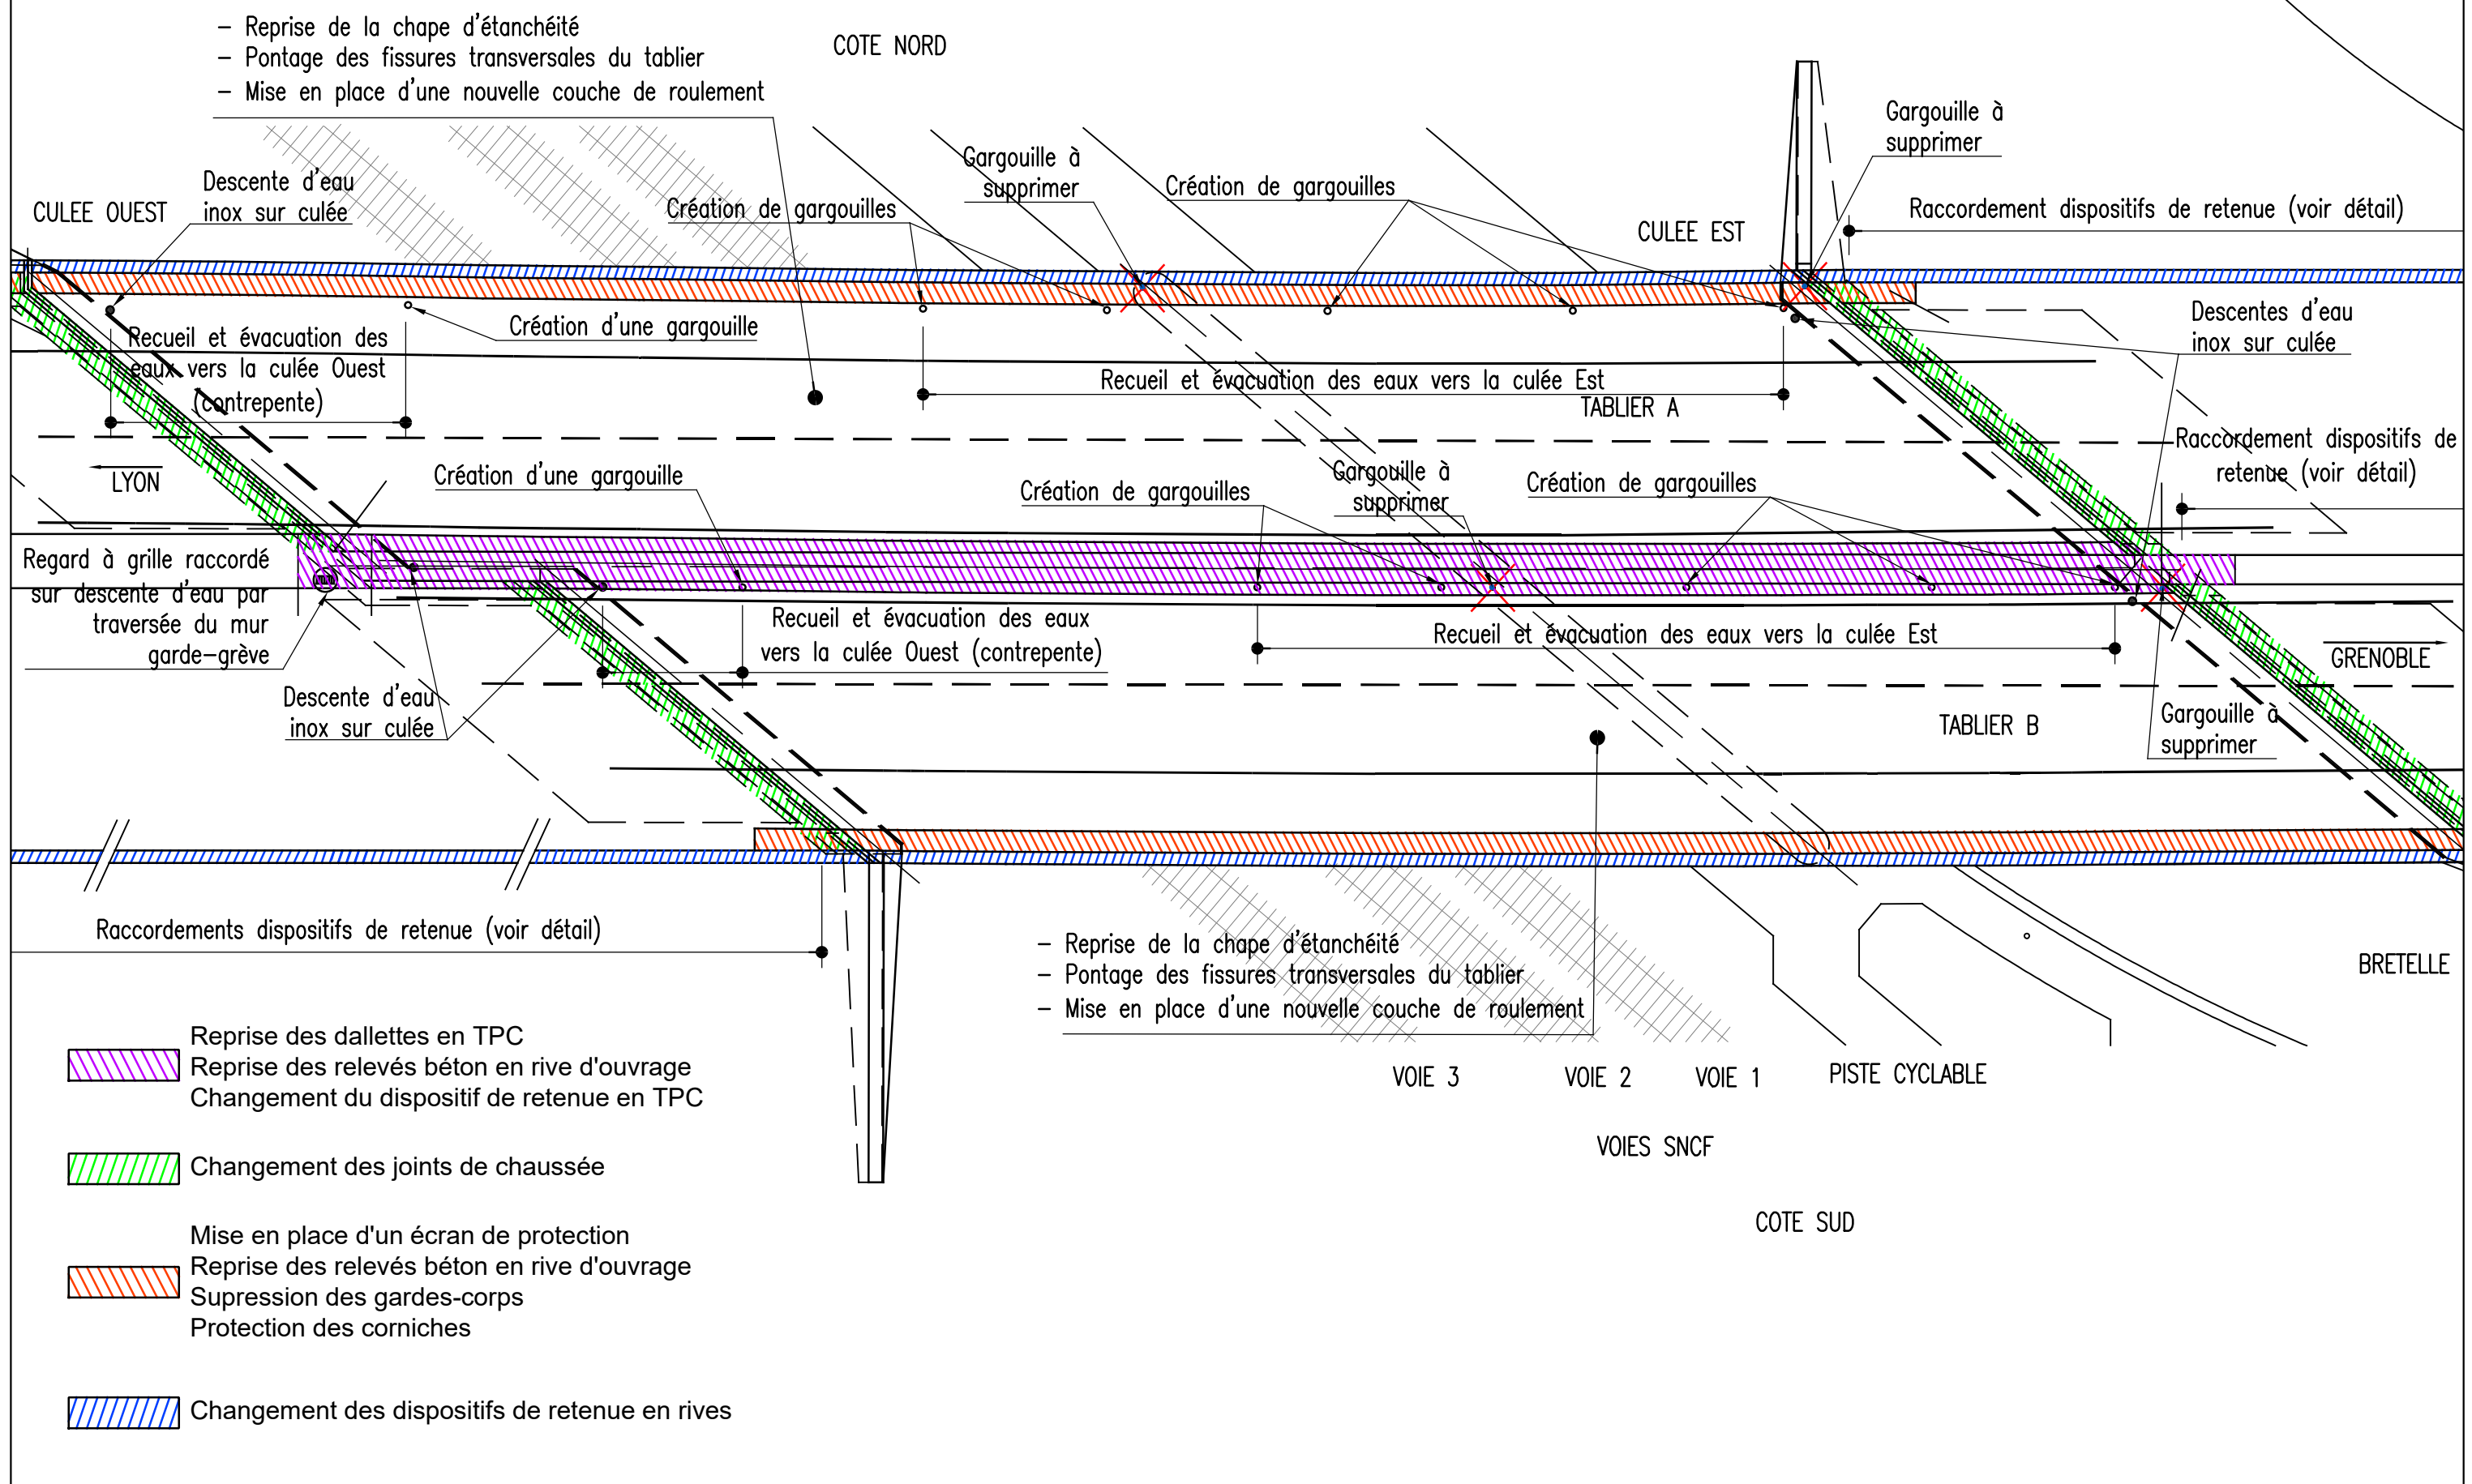 - Reprise de la chape d'étanchéité
- Pontage des fissures transversales du tablier
- Mise en place d'une nouvelle couche de roulement
COTE NORD
Gargouille à
supprimer
Gargouille à
supprimer
Descente d'eau
inox sur culée
CULEE OUEST
Création de gargouilles
Création de gargouilles
CULEE EST
Raccordement dispositifs de retenue (voir détail)
Création d'une gargouille
Recueil et évacuation des
eaux vers la culée Ouest
(contrepente)
Recueil et évacuation des eaux vers la culée Est
TABLIER A
Descentes d'eau
inox sur culée
Raccordement dispositifs de
retenue (voir détail)
LYON
Création d'une gargouille
Création de gargouilles
Gargouille à
supprimer
Création de gargouilles
Regard à grille raccordé
sur descente d'eau par
traversée du mur
garde-grève
Recueil et évacuation des eaux
vers la culée Ouest (contrepente)
Recueil et évacuation des eaux vers la culée Est
GRENOBLE
Descente d'eau
inox sur culée
TABLIER B
Gargouille à
supprimer
Raccordements dispositifs de retenue (voir détail)
- Reprise de la chape d'étanchéité
- Pontage des fissures transversales du tablier
- Mise en place d'une nouvelle couche de roulement
BRETELLE
VOIE 3
VOIE 2
VOIE 1
PISTE CYCLABLE
VOIES SNCF
COTE SUD
Reprise des dallettes en TPC
Reprise des relevés béton en rive d'ouvrage
Changement du dispositif de retenue en TPC
Changement des joints de chaussée
Mise en place d'un écran de protection
Reprise des relevés béton en rive d'ouvrage
Supression des gardes-corps
Protection des corniches
Changement des dispositifs de retenue en rives